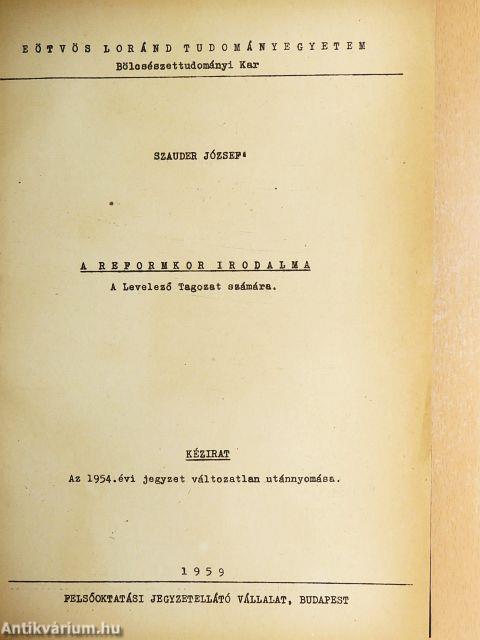 EÖTVÖS LORÁND TUDOMÁNYEGYETEM
Bölcsészettudományi Kar
SZAUDER JÓZSEF
A REFORMKOR IRODALMA
A Levelező Tagozat számára.
KÉZIRAT
Az 1954.évi jegyzet változatlan utánnyomása.
1959
FELSŐOKTATÁSI JEGYZETELLÁTÓ VÁLLALAT, BUDAPEST
Antikvárium.hu